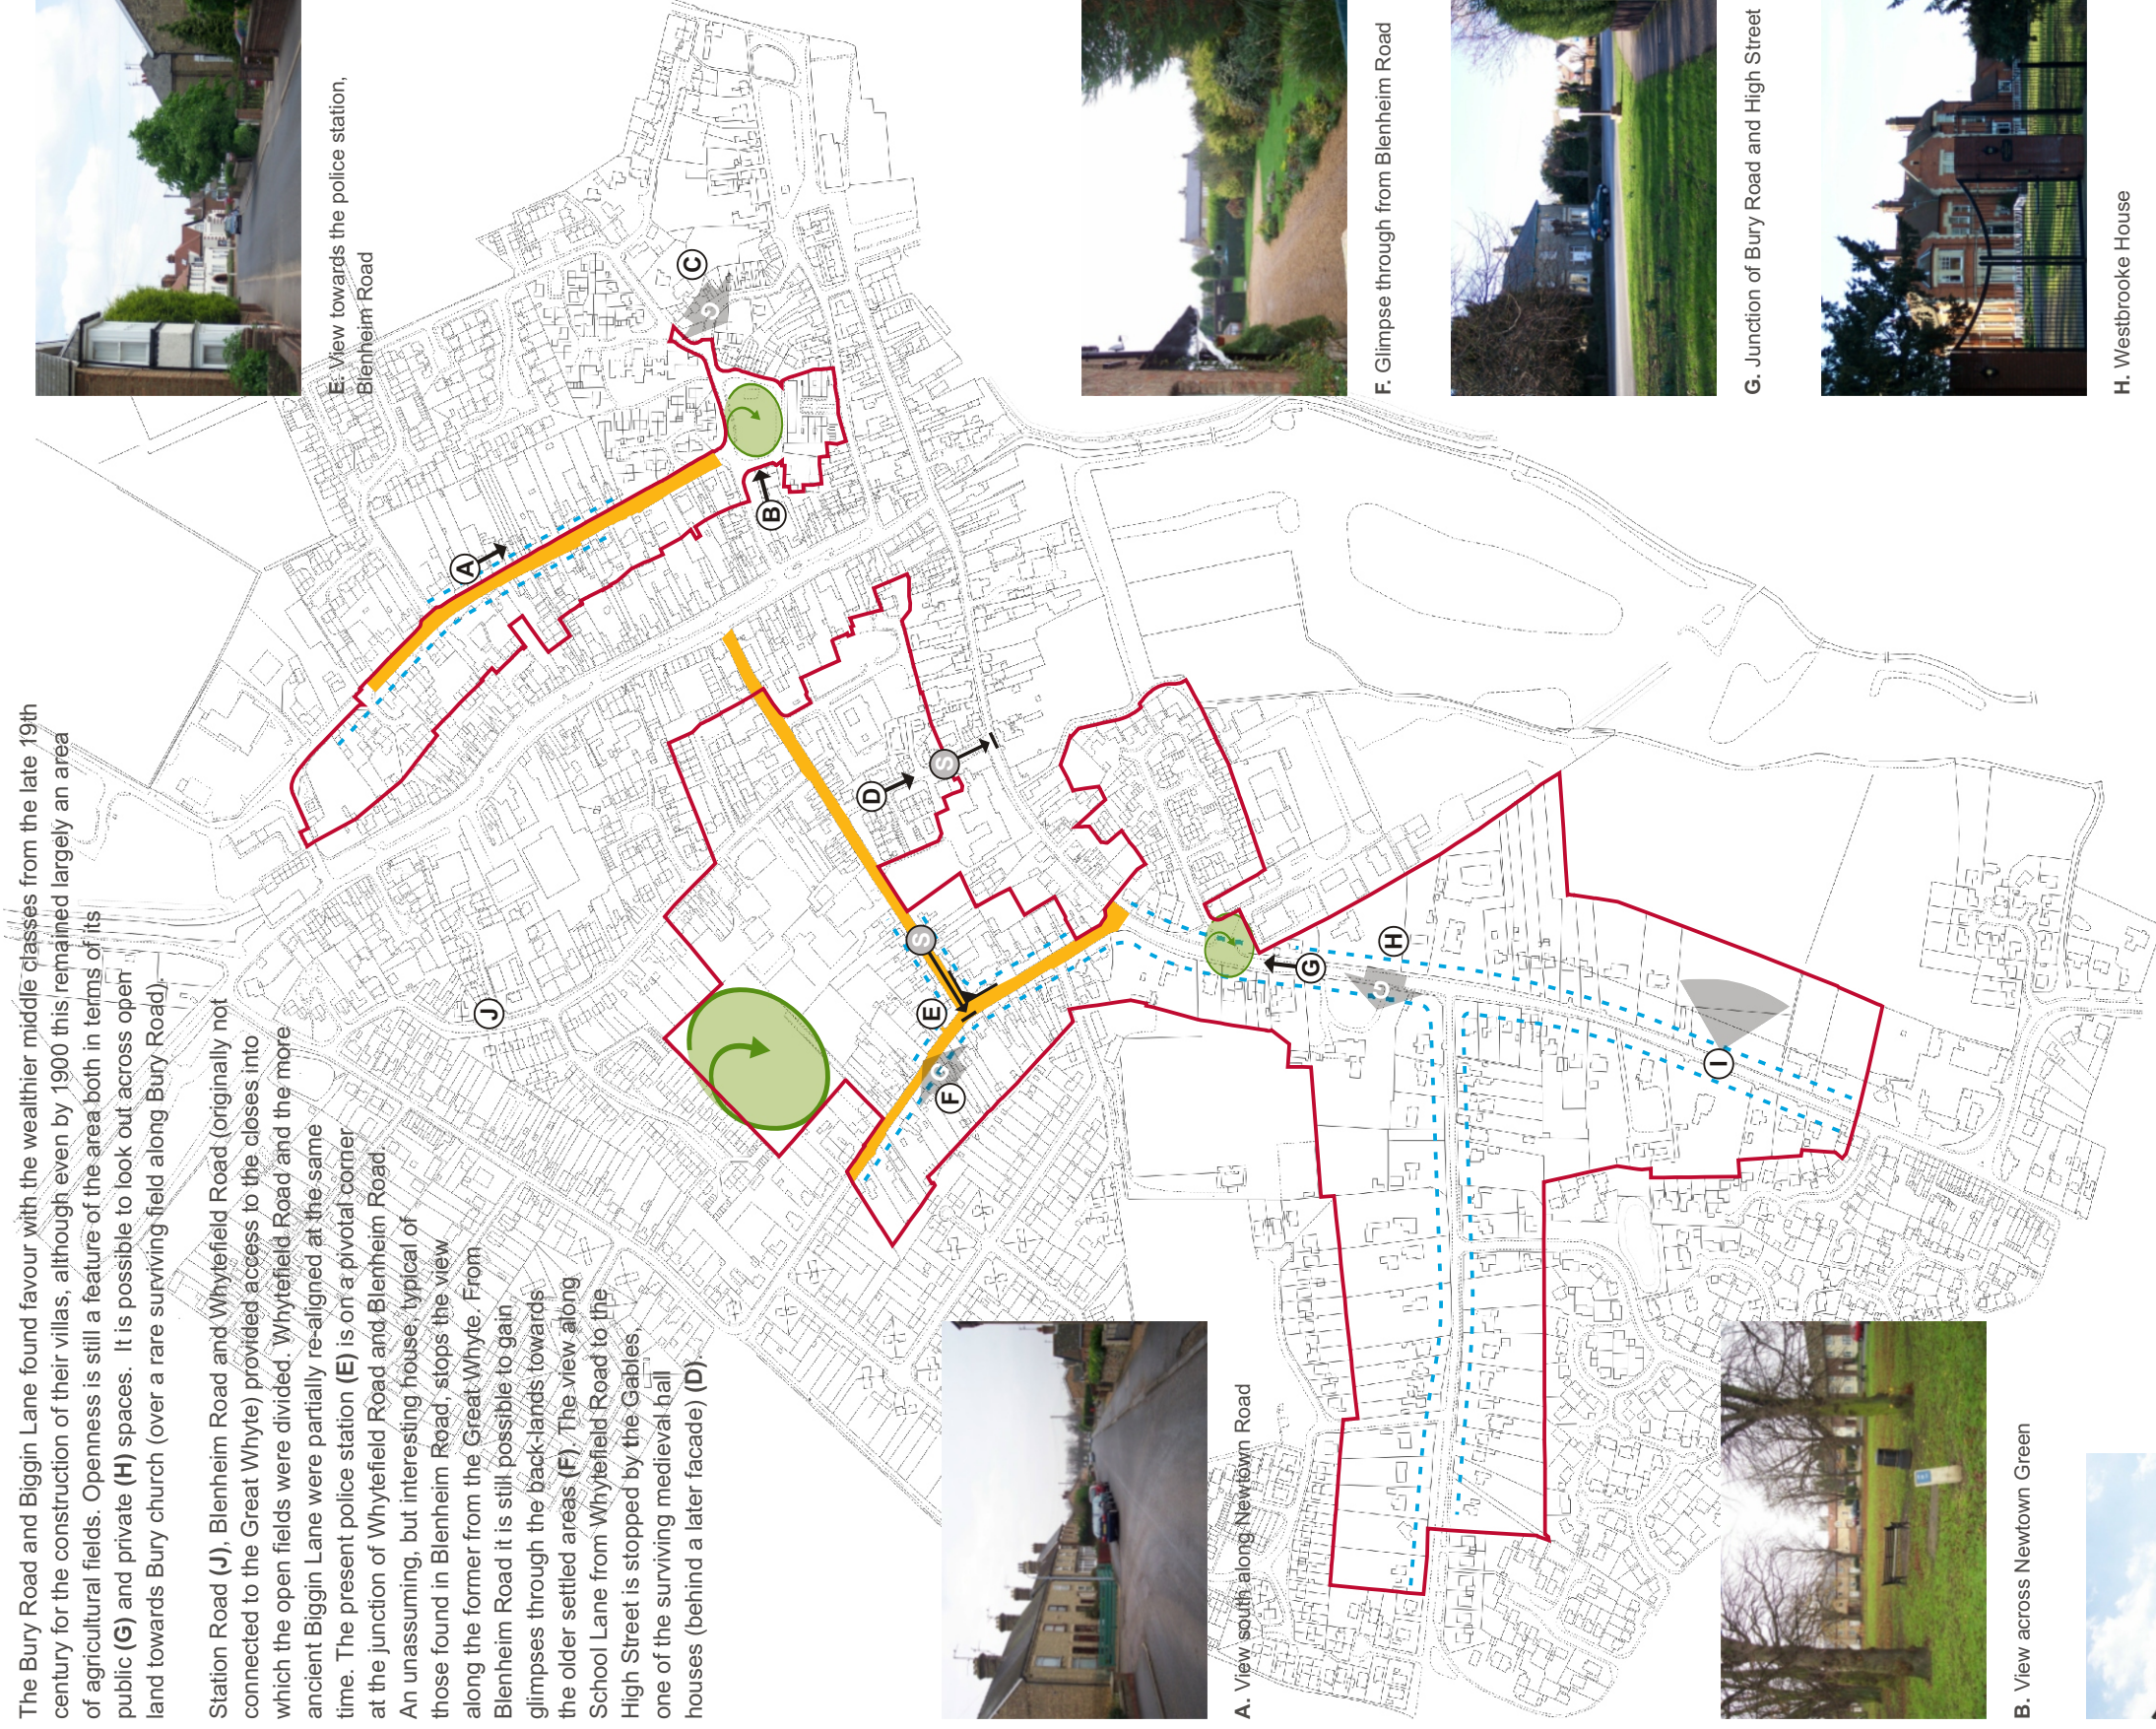 The Bury Road and Biggin Lane found favour with the wealthier middle classes from the late 19th
century for the construction of their villas, although even by 1900 this remained largely an area
of agricultural fields. Openness is still a feature of the area both in terms of its
public (G) and private (H) spaces.  It is possible to look out across open
land towards Bury church (over a rare surviving field along Bury Road).
Station Road (J), Blenheim Road and Whytefield Road (originally not
connected to the Great Whyte) provided access to the closes into
which the open fields were divided. Whytefield Road and the more
ancient Biggin Lane were partially re-aligned at the same
time. The present police station (E) is on a pivotal corner
at the junction of Whytefield Road and Blenheim Road.
An unassuming, but interesting house, typical of
those found in Blenheim Road, stops the view
along the former from the Great Whyte. From
Blenheim Road it is still possible to gain
glimpses through the back-lands towards
the older settled areas (F). The view along
School Lane from Whytefield Road to the
High Street is stopped by the Gables,
one of the surviving medieval hall
houses (behind a later facade) (D).
A. View south along Newtown Road
B. View across Newtown Green
E. View towards the police station,
Blenheim Road
F. Glimpse through from Blenheim Road
G. Junction of Bury Road and High Street
H. Westbrooke House
A
B
C
G
D
S
S
E
G
F
J
G
G
H
I